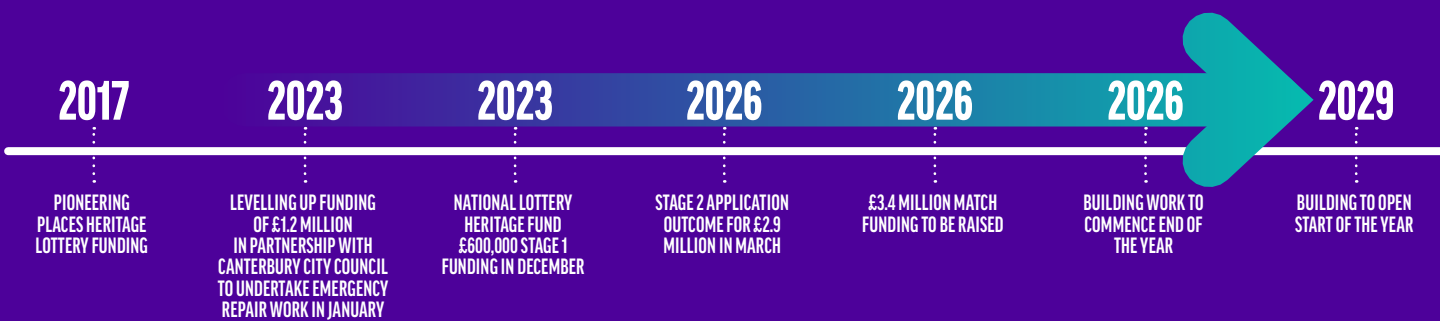 2017
PIONEERING
PLACES HERITAGE
LOTTERY FUNDING
2023
LEVELLING UP FUNDING
OF £1.2 MILLION
IN PARTNERSHIP WITH
CANTERBURY CITY COUNCIL
TO UNDERTAKE EMERGENCY
REPAIR WORK IN JANUARY
2023
NATIONAL LOTTERY
HERITAGE FUND
£600,000 STAGE 1
FUNDING IN DECEMBER
2026
STAGE 2 APPLICATION
OUTCOME FOR £2.9
MILLION IN MARCH
2026
£3.4 MILLION MATCH
FUNDING TO BE RAISED
2026
BUILDING WORK TO
COMMENCE END OF
THE YEAR
2029
BUILDING TO OPEN
START OF THE YEAR